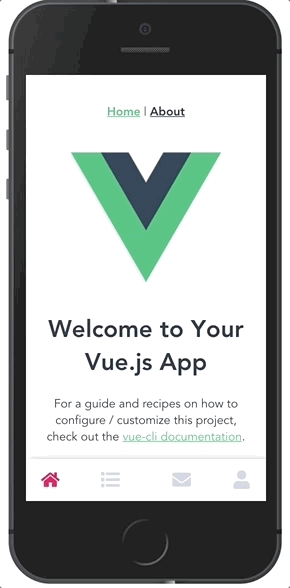 Home | About
Welcome to Your
Vue.js App
For a guide and recipes on how to
configure / customize this project,
check out the vue-cli documentation.